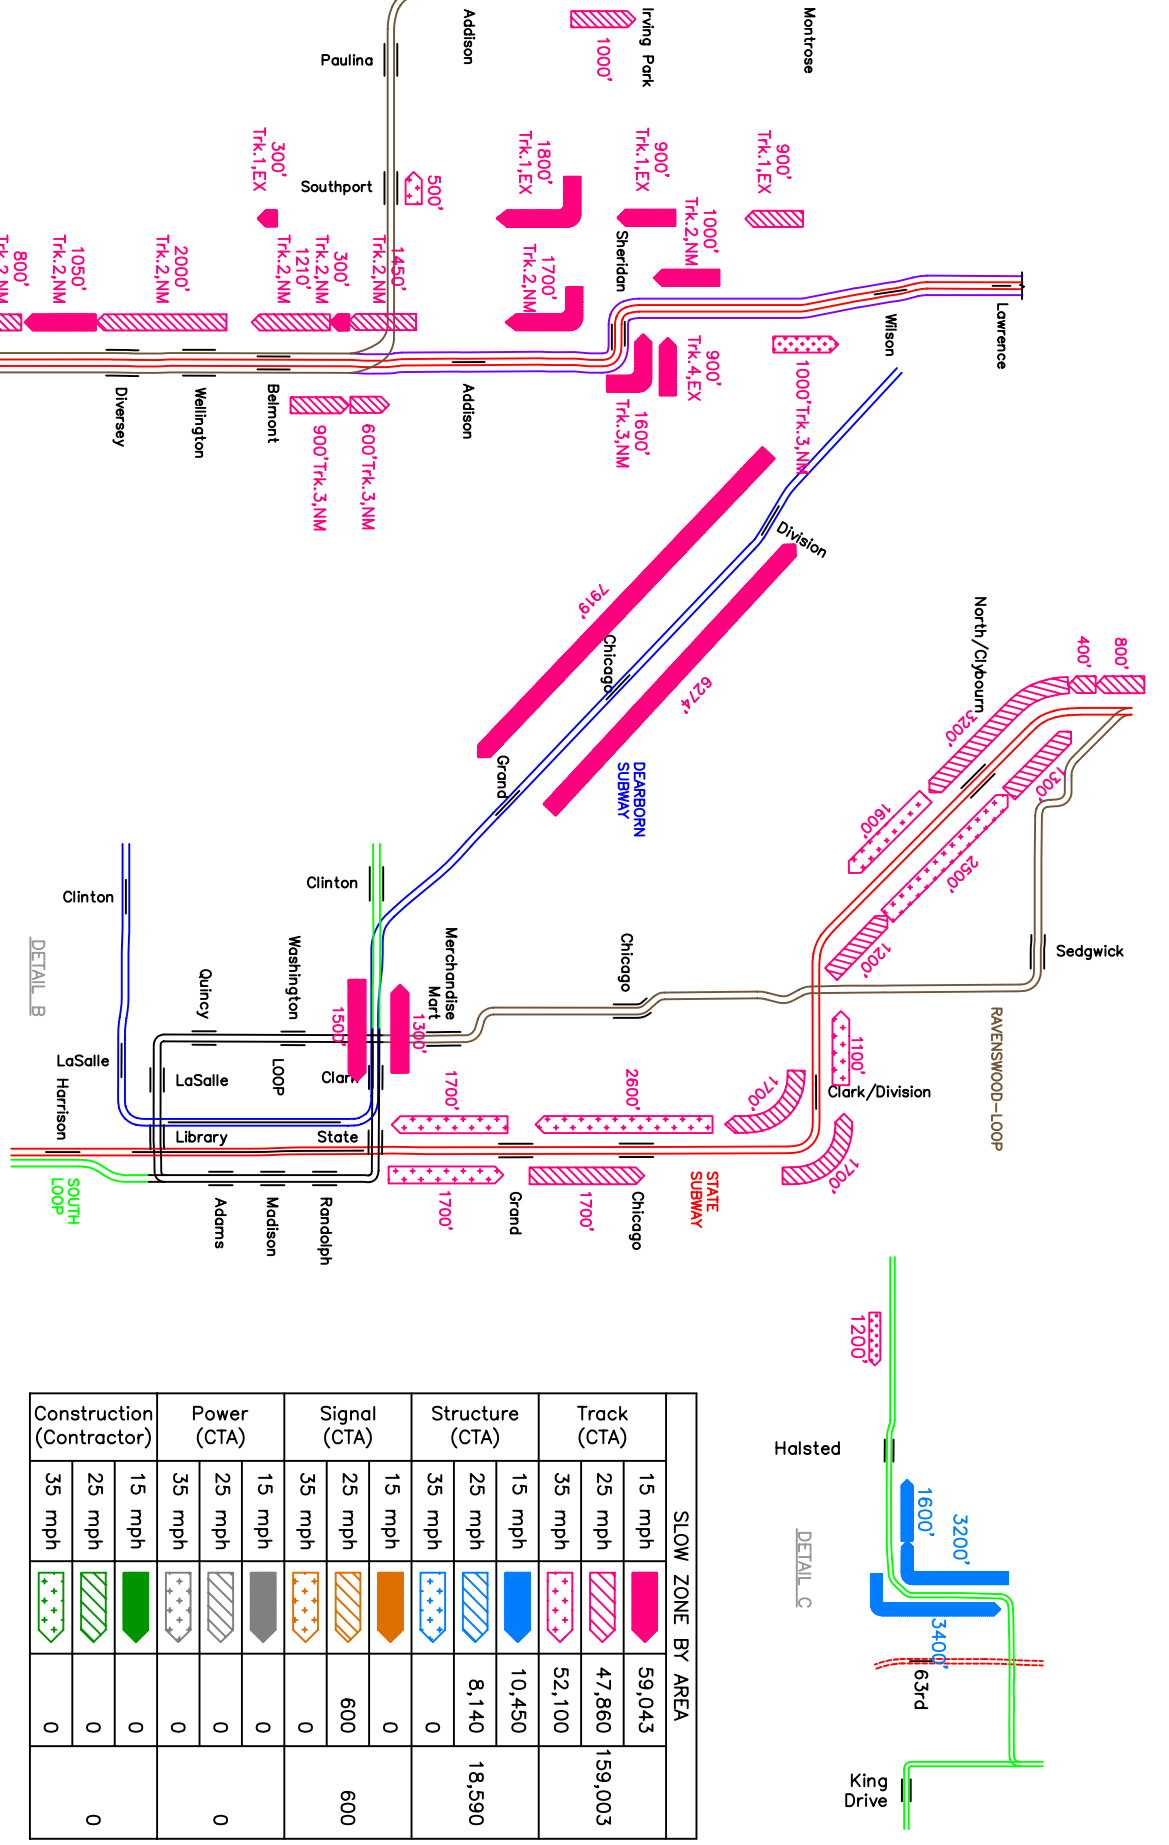 Montrose
Irving Park
1000'
Addison
Paulina
Southport
500'
900'
Trk.1,EX
900'
Trk.1,EX
1800'
Trk.1,EX
300'
Trk.1,EX
1000'
Trk.2,NM
Sheridan
1700'
Trk.2,NM
1450'
Trk.2,NM
300'
Trk.2,NM
1210'
Trk.2,NM
2000'
Trk.2,NM
1050'
Trk.2,NM
800'
Trk.2,NM
Lawrence
Wilson
900'
Trk.4,EX
1000'Trk.3,NM
1600'
Trk.3,NM
Addison
Belmont
Wellington
Diversey
600'Trk.3,NM
900'Trk.3,NM
Division
7919'
Chicago
6274'
Grand
DEARBORN
SUBWAY
North/Clybourn
800'
400'
3200'
1300'
1600'
2500'
1200'
Sedgwick
RAVENSWOOD-LOOP
Clinton
Clinton
DETAIL B
Merchandise
Mart
Chicago
Washington
Quincy
1500'
1300'
LaSalle
LaSalle
LOOP
Clark
Harrison
Library
State
1700'
2600'
1700'
1100'
Clark/Division
1700'
1700'
Grand
1700'
Chicago
STATE
SUBWAY
SOUTH
LOOP
Adams
Madison
Randolph
1200'
Halsted
1600'
3200'
3400'
DETAIL C
63rd
King
Drive
SLOW ZONE BY AREA
Track
(CTA)
15 mph
59,043
25 mph
47,860
35 mph
52,100
159,003
Structure
(CTA)
15 mph
10,450
25 mph
8,140
35 mph
0
18,590
Signal
(CTA)
15 mph
0
25 mph
600
35 mph
0
600
Power
(CTA)
15 mph
0
25 mph
0
35 mph
0
0
Construction
(Contractor)
15 mph
0
25 mph
0
35 mph
0
0